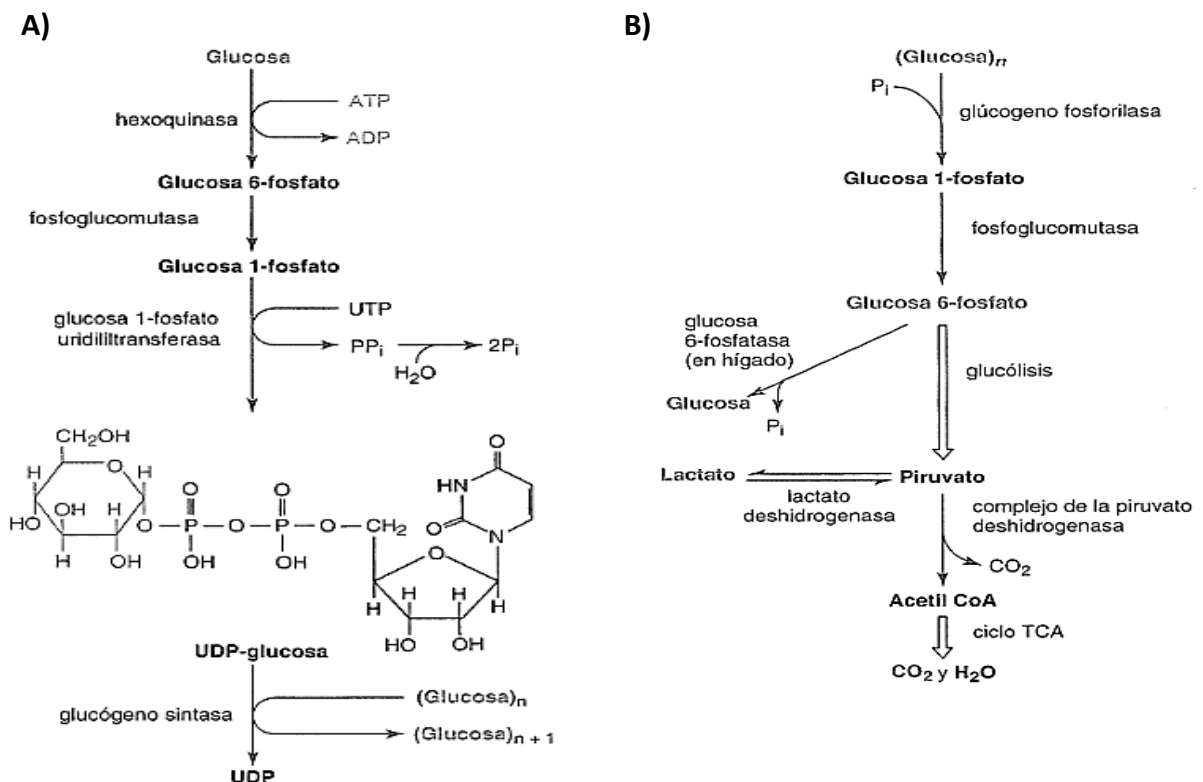 A)
Glucosa
hexoquinasa
ATP
ADP
Glucosa 6-fosfato
fosfoglucomutasa
Glucosa 1-fosfato
glucosa 1-fosfato
uridililtransferasa
UTP
PPi
2Pi
H2O
CH2OH
O
H
H
H
H
OH
HO
OH
H
OH
O
O
P
OH
O
O
P
OH
O
CH2
O
NH
O
N
O
H
H
H
H
HO
OH
UDP-glucosa
glucógeno sintasa
(Glucosa)n
(Glucosa)n + 1
UDP
B)
(Glucosa)n
Pi
glúcogeno fosforilasa
Glucosa 1-fosfato
fosfoglucomutasa
Glucosa 6-fosfato
glucosa
6-fosfatasa
(en hígado)
glucólisis
Glucosa
Pi
Lactato
Piruvato
lactato
deshidrogenasa
complejo de la piruvato
deshidrogenasa
CO2
Acetil CoA
ciclo TCA
CO2 y H2O